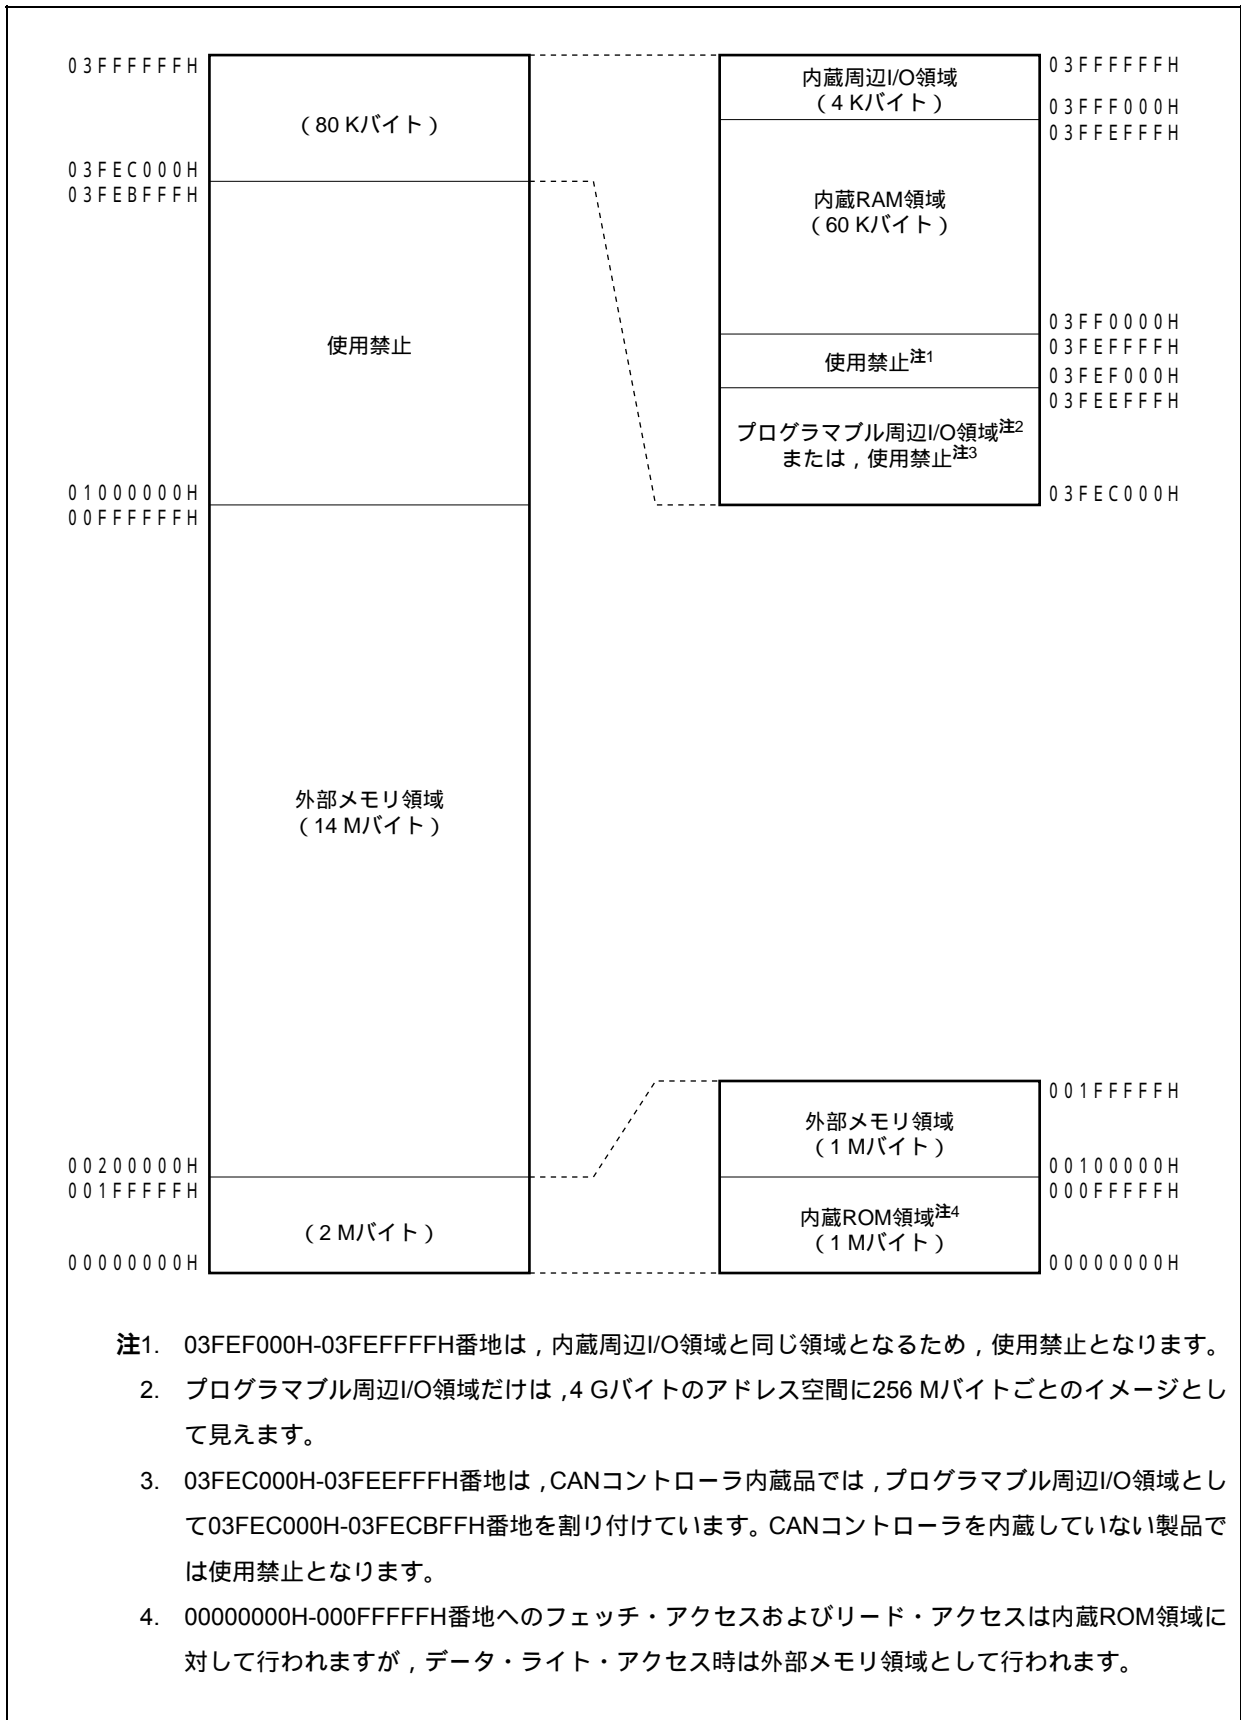 03FFFFFFH
（80 Kバイト）
03FEC000H
03FEBFFFH
使用禁止
01000000H
00FFFFFFH
外部メモリ領域
（14 Mバイト）
00200000H
001FFFFFH
（2 Mバイト）
00000000H
内蔵周辺I/O領域
（4 Kバイト）
03FFFFFFH
03FFF000H
03FFEFFFH
内蔵RAM領域
（60 Kバイト）
03FF0000H
03FEFFFFH
使用禁止注1
03FEF000H
03FEEFFFH
プログラマブル周辺I/O領域注2
または，使用禁止注3
03FEC000H
001FFFFFH
外部メモリ領域
（1 Mバイト）
00100000H
000FFFFFH
内蔵ROM領域注4
（1 Mバイト）
00000000H
注1. 03FEF000H-03FEFFFFH番地は，内蔵周辺I/O領域と同じ領域となるため，使用禁止となります。
2. プログラマブル周辺I/O領域だけは，4 Gバイトのアドレス空間に256 Mバイトごとのイメージとし
て見えます。
3. 03FEC000H-03FEEFFFH番地は，CANコントローラ内蔵品では，プログラマブル周辺I/O領域とし
て03FEC000H-03FECBFFH番地を割り付けています。CANコントローラを内蔵していない製品で
は使用禁止となります。
4. 00000000H-000FFFFFH番地へのフェッチ・アクセスおよびリード・アクセスは内蔵ROM領域に
対して行われますが，データ・ライト・アクセス時は外部メモリ領域として行われます。